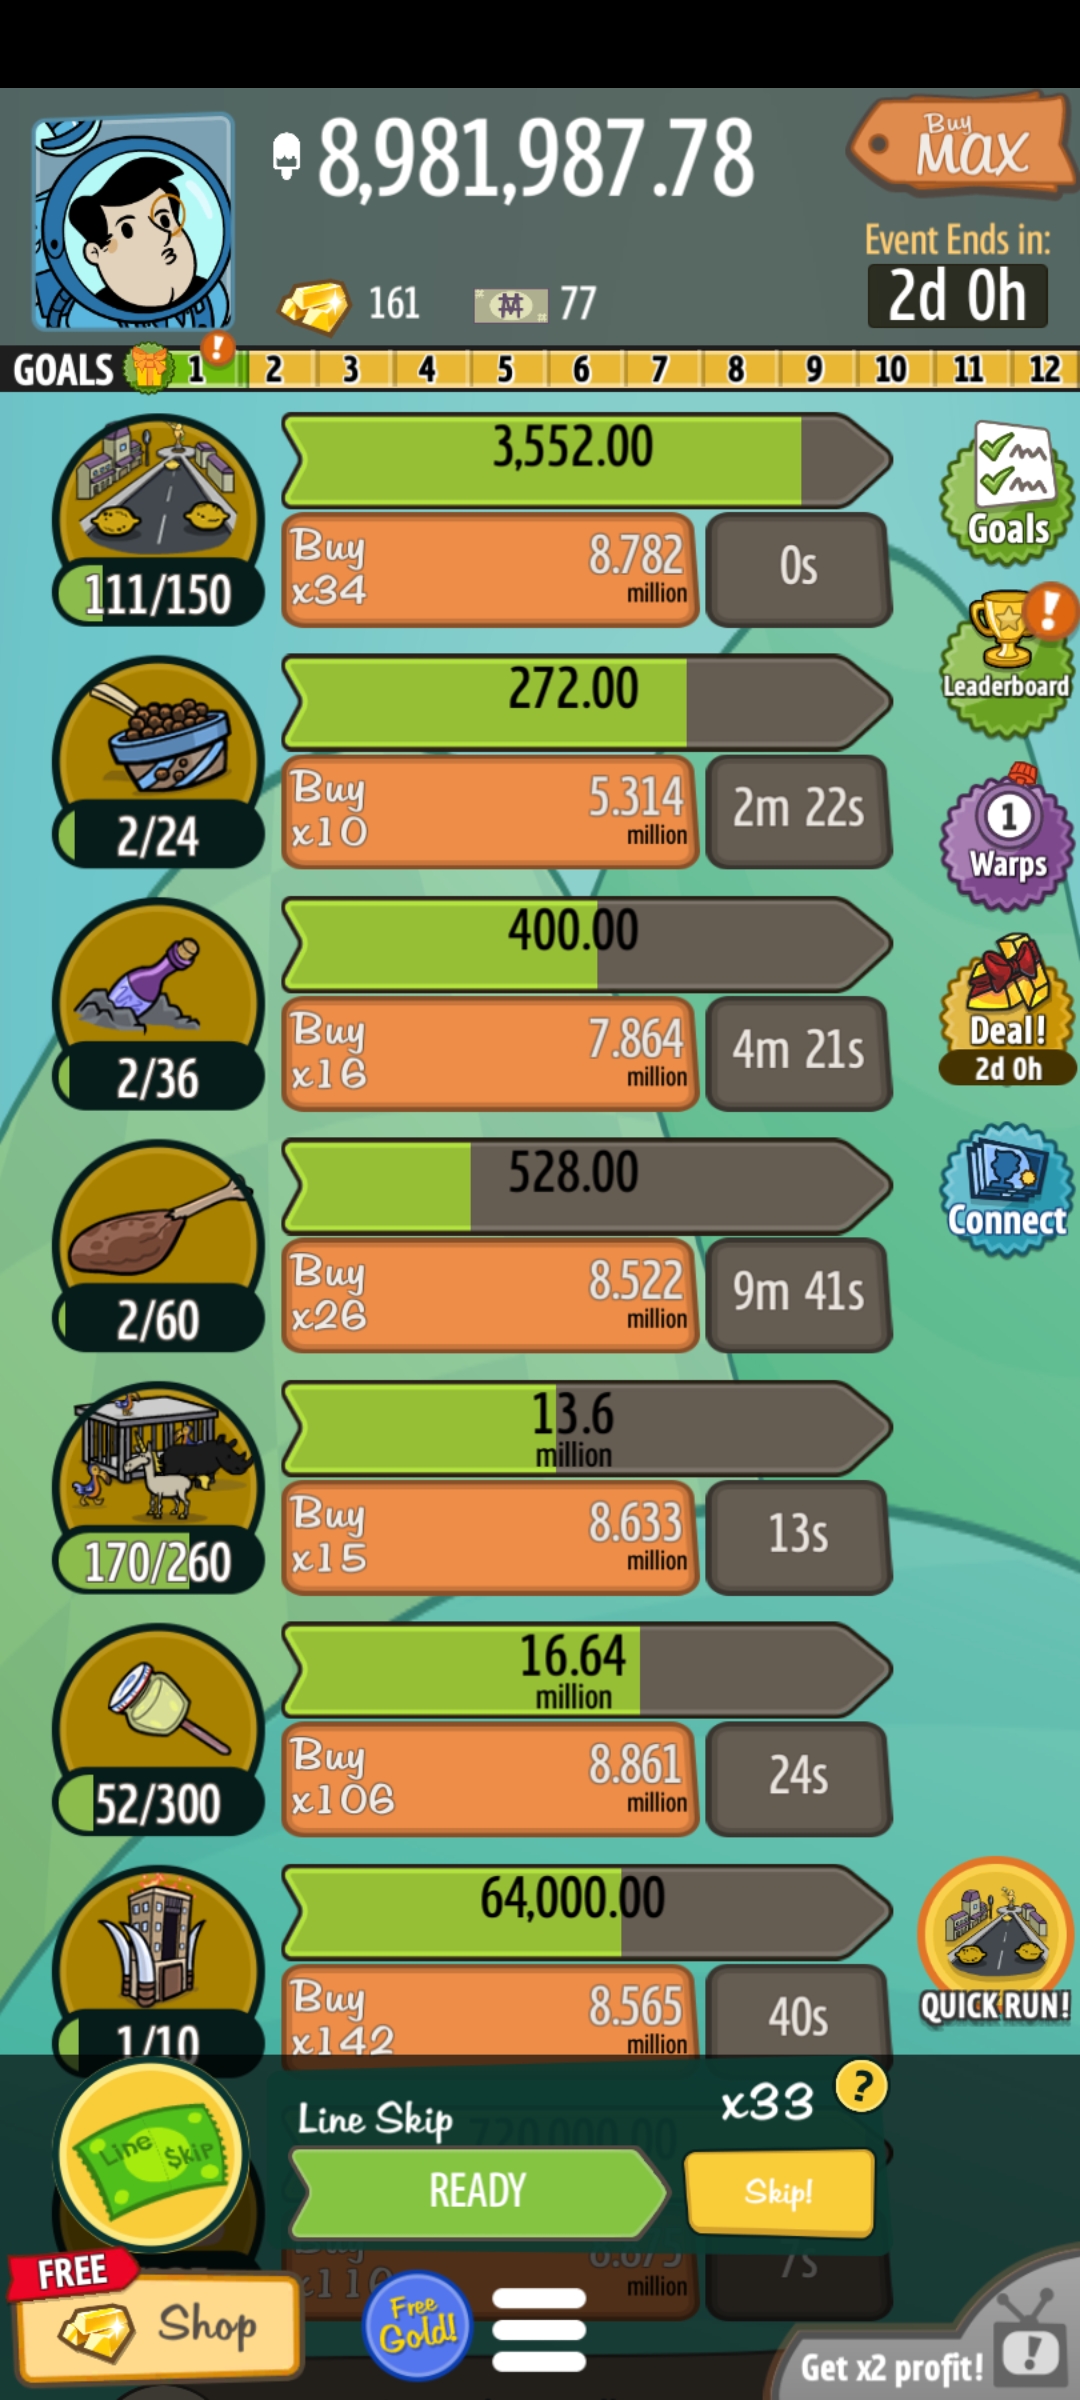 8,981,987.78
Buy
MAX
Event Ends in:
2d 0h
161
77
GOALS
!
1 2 3 4 5 6 7 8 9 10 11 12
3,552.00
Buy
x34
8.782
million
0s
111/150
Goals
272.00
Buy
x10
5.314
million
2m 22s
2/24
!
Leaderboard
400.00
Buy
x16
7.864
million
4m 21s
2/36
1
Warps
528.00
Buy
x26
8.522
million
9m 41s
2/60
Deal!
2d 0h
Connect
13.6
million
Buy
x15
8.633
million
13s
170/260
16.64
million
Buy
x106
8.861
million
24s
52/300
64,000.00
Buy
x142
8.565
million
40s
1/10
QUICK RUN!
Line Skip
Line Skip
x33
?
720,000.00
READY
Skip!
Buy
million
7s
FREE
Shop
Free
Gold!
Get x2 profit!
!